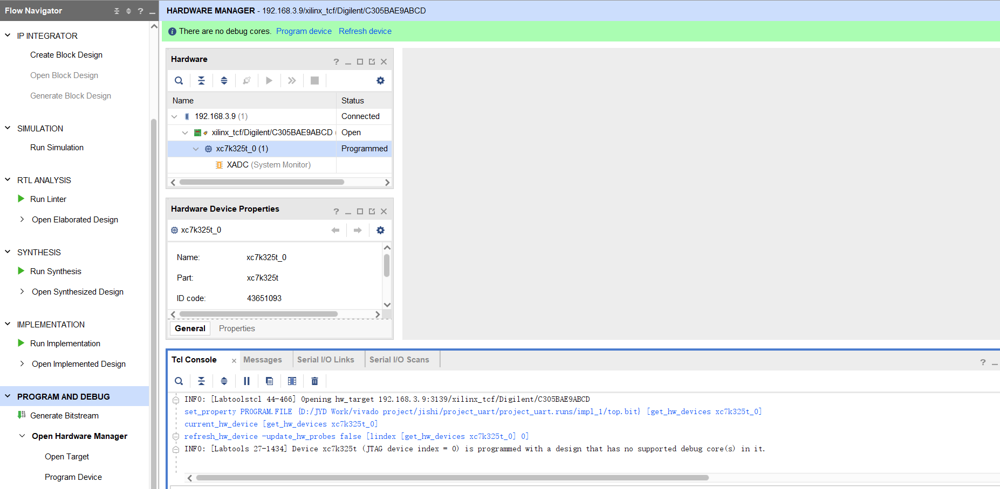 Flow Navigator
IP INTEGRATOR
Create Block Design
Open Block Design
Generate Block Design
SIMULATION
Run Simulation
RTL ANALYSIS
Run Linter
Open Elaborated Design
SYNTHESIS
Run Synthesis
Open Synthesized Design
IMPLEMENTATION
Run Implementation
Open Implemented Design
PROGRAM AND DEBUG
Generate Bitstream
Open Hardware Manager
Open Target
Program Device
HARDWARE MANAGER - 192.168.3.9/xilinx_tcf/Digilent/C305BAE9ABCD
There are no debug cores. Program device Refresh device
Hardware
Name Status
192.168.3.9 (1) Connected
xilinx_tcf/Digilent/C305BAE9ABCD ( Open
xc7k325t_0 (1) Programmed
XADC (System Monitor)
Hardware Device Properties
xc7k325t_0
Name: xc7k325t_0
Part: xc7k325t
ID code: 43651093
General Properties
Tcl Console Messages Serial I/O Links Serial I/O Scans
INFO: [Labtoolstcl 44-466] Opening hw_target 192.168.3.9:3139/xilinx_tcf/Digilent/C305BAE9ABCD
set_property PROGRAM.FILE {D:/JYD Work/vivado project/jishi/project_uart/project_uart.runs/impl_1/top.bit} [get_hw_devices xc7k325t_0]
current_hw_device [get_hw_devices xc7k325t_0]
refresh_hw_device -update_hw_probes false [lindex [get_hw_devices xc7k325t_0] 0]
INFO: [Labtools 27-1434] Device xc7k325t (JTAG device index = 0) is programmed with a design that has no supported debug core(s) in it.